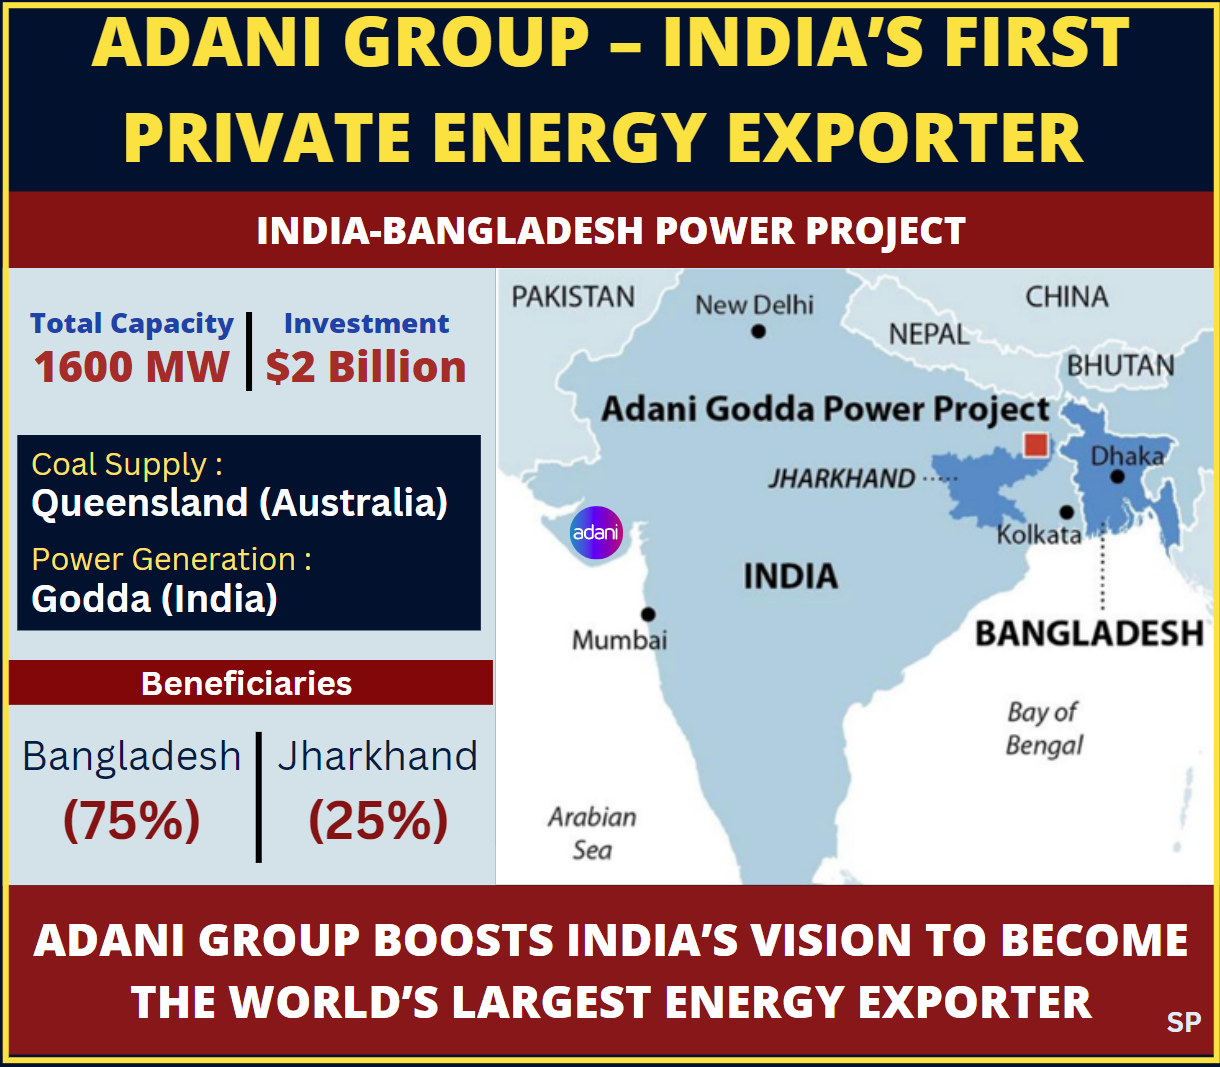 ADANI GROUP – INDIA’S FIRST
PRIVATE ENERGY EXPORTER
INDIA-BANGLADESH POWER PROJECT
Total Capacity
1600 MW
Investment
$2 Billion
Coal Supply :
Queensland (Australia)
Power Generation :
Godda (India)
Beneficiaries
Bangladesh
(75%)
Jharkhand
(25%)
PAKISTAN
New Delhi
CHINA
NEPAL
BHUTAN
Adani Godda Power Project
Dhaka
JHARKHAND
adani
Kolkata
INDIA
Mumbai
BANGLADESH
Bay of
Bengal
Arabian
Sea
ADANI GROUP BOOSTS INDIA’S VISION TO BECOME
THE WORLD’S LARGEST ENERGY EXPORTER
SP